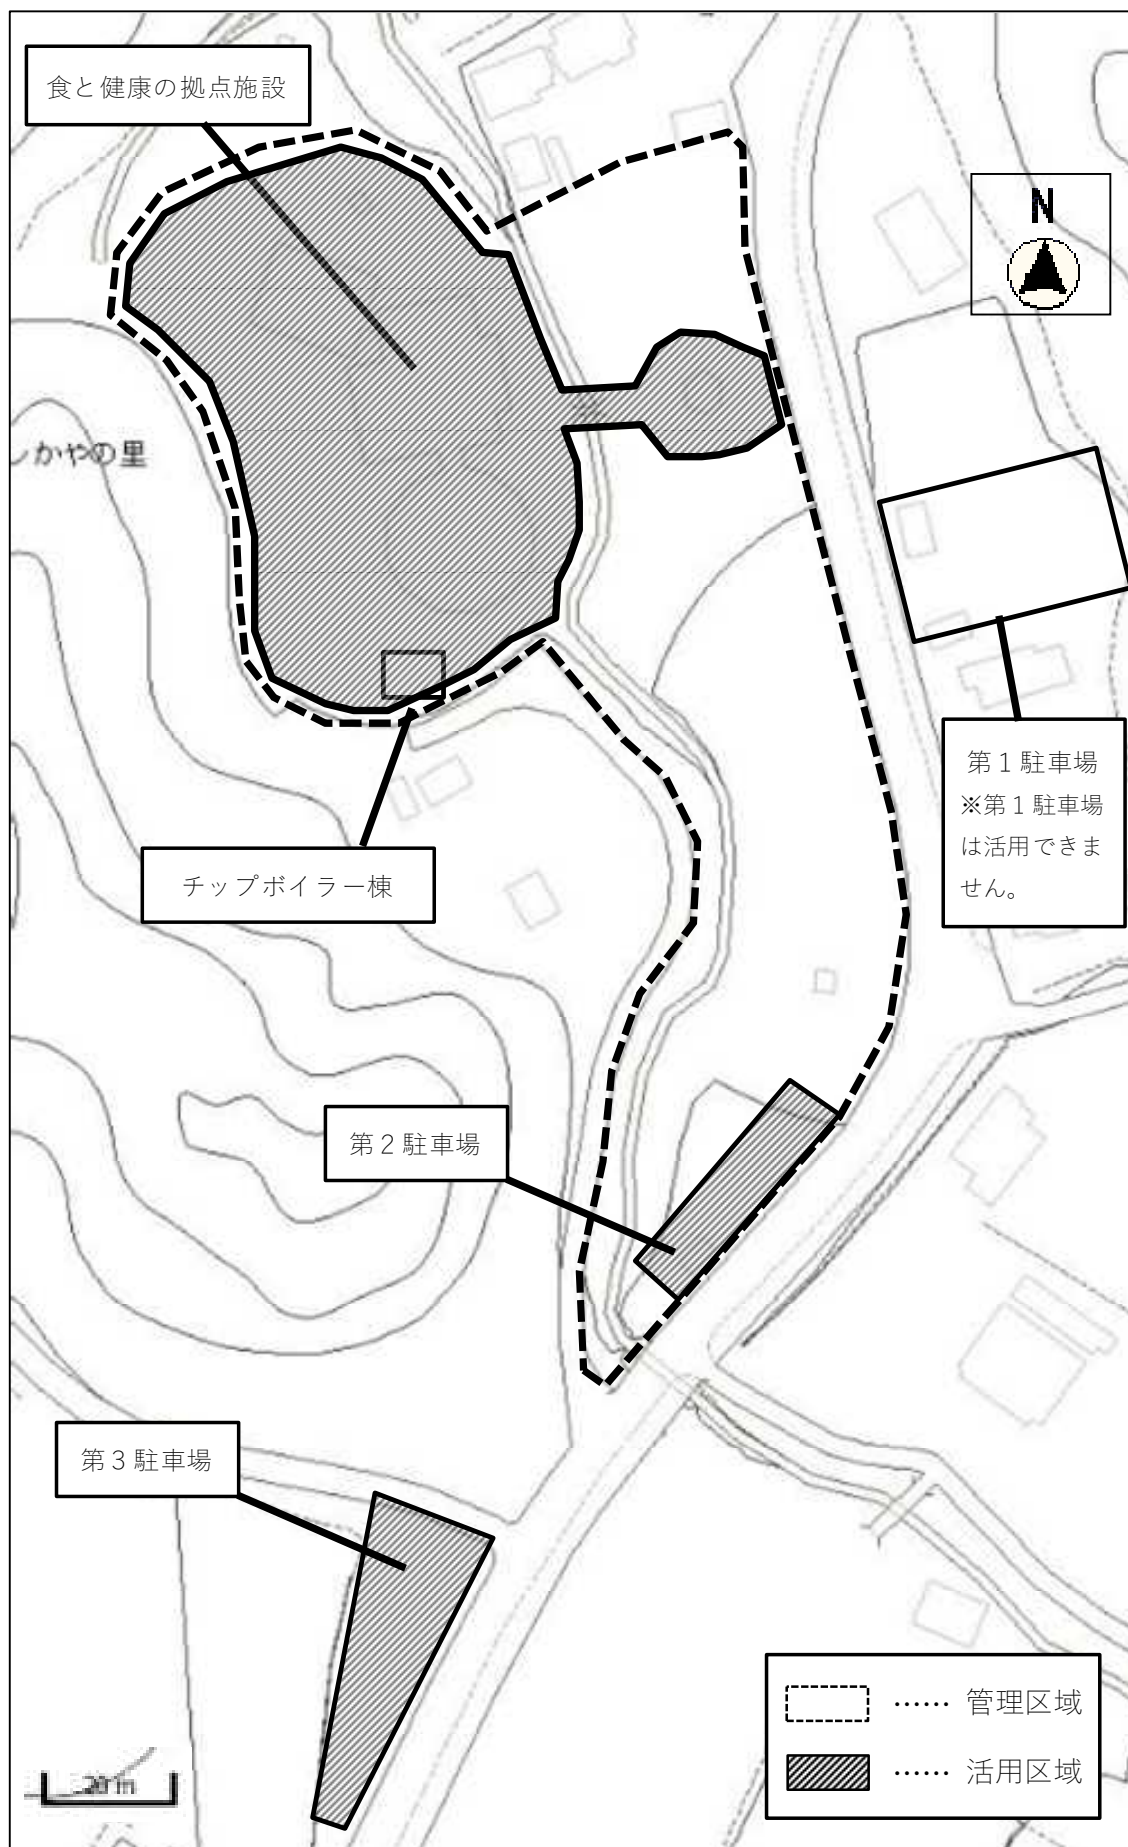 食と健康の拠点施設
N
かやの里
第１駐車場
※第１駐車場
は活用できま
せん。
チップボイラー棟
第２駐車場
第３駐車場
…… 管理区域
…… 活用区域
20 m